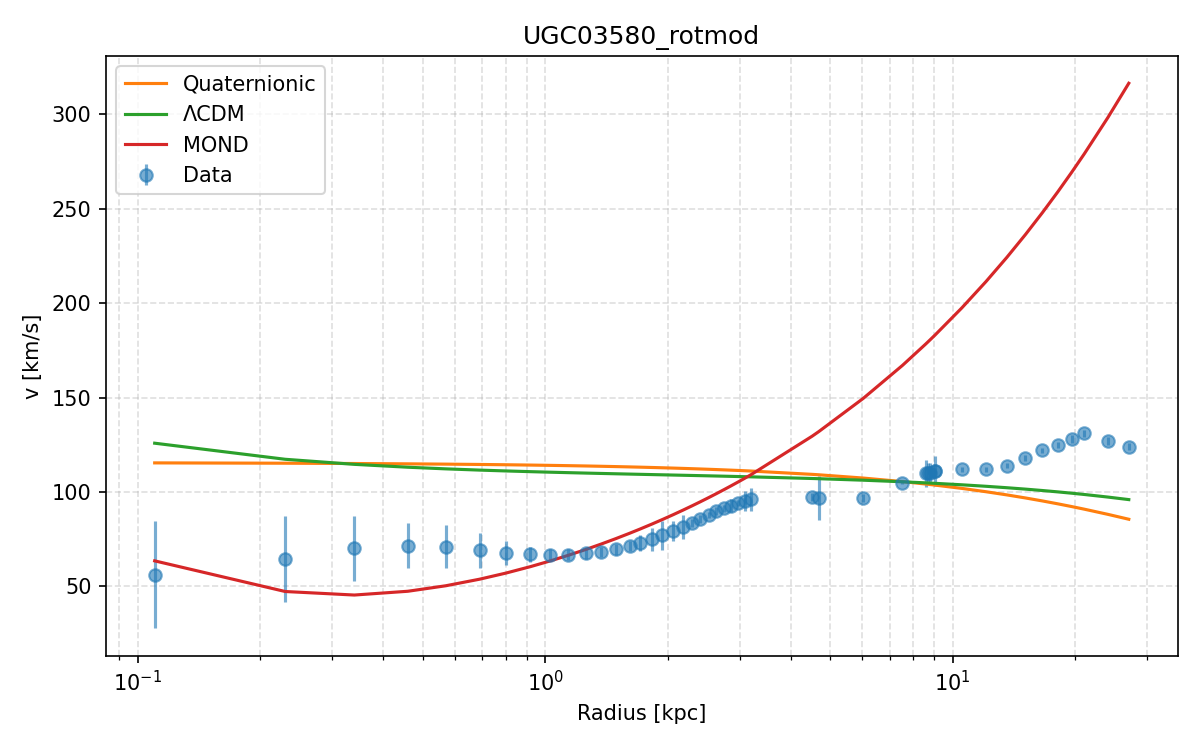 UGC03580_rotmod
Quaternionic
ΛCDM
MOND
Data
300
250
200
150
100
50
v [km/s]
10⁻¹
10⁰
10¹
Radius [kpc]